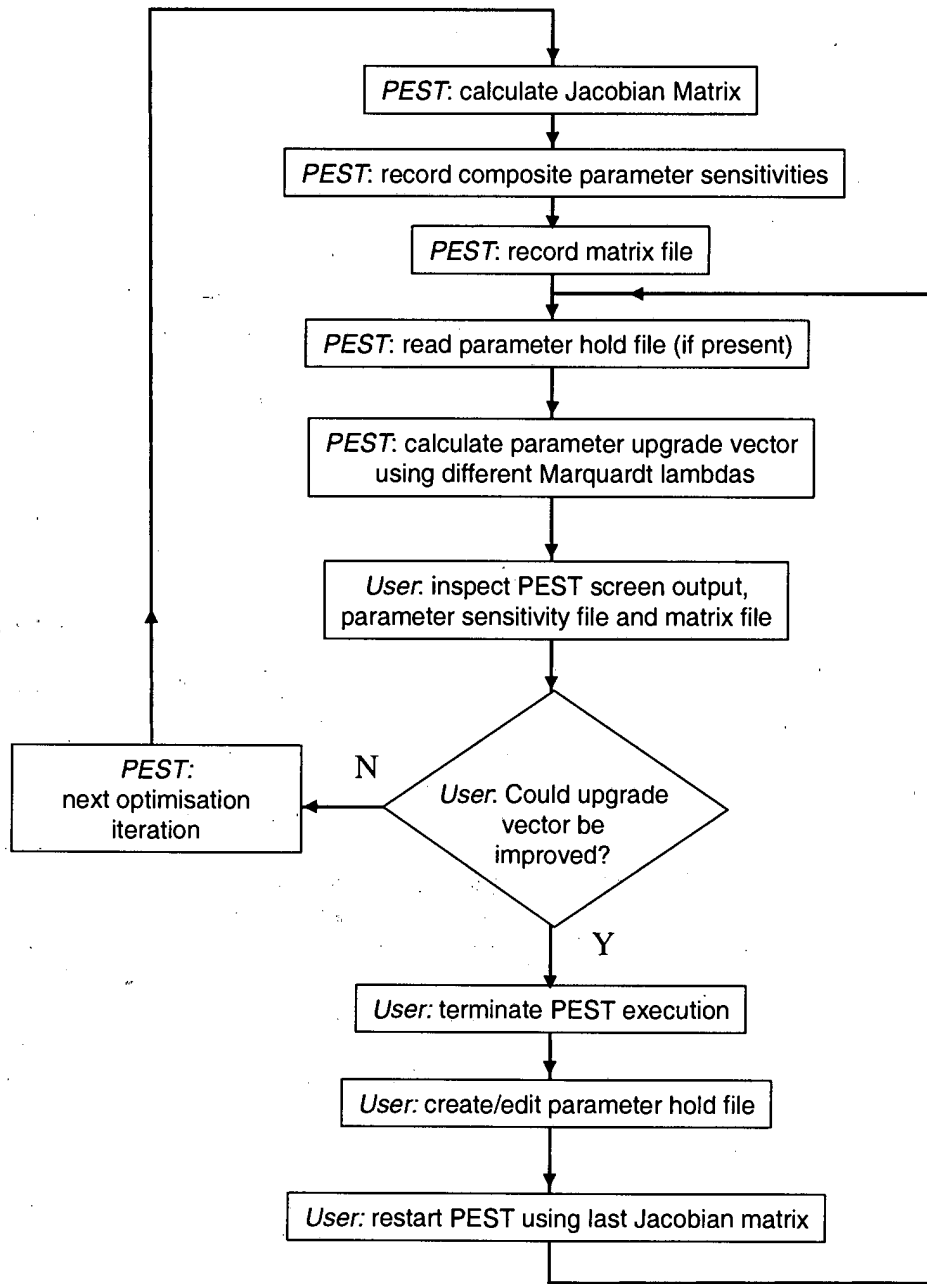 PEST: calculate Jacobian Matrix
PEST: record composite parameter sensitivities
PEST: record matrix file
PEST: read parameter hold file (if present)
PEST: calculate parameter upgrade vector
using different Marquardt lambdas
User: inspect PEST screen output,
parameter sensitivity file and matrix file
User: Could upgrade
vector be
improved?
N
PEST:
next optimisation
iteration
Y
User: terminate PEST execution
User: create/edit parameter hold file
User: restart PEST using last Jacobian matrix